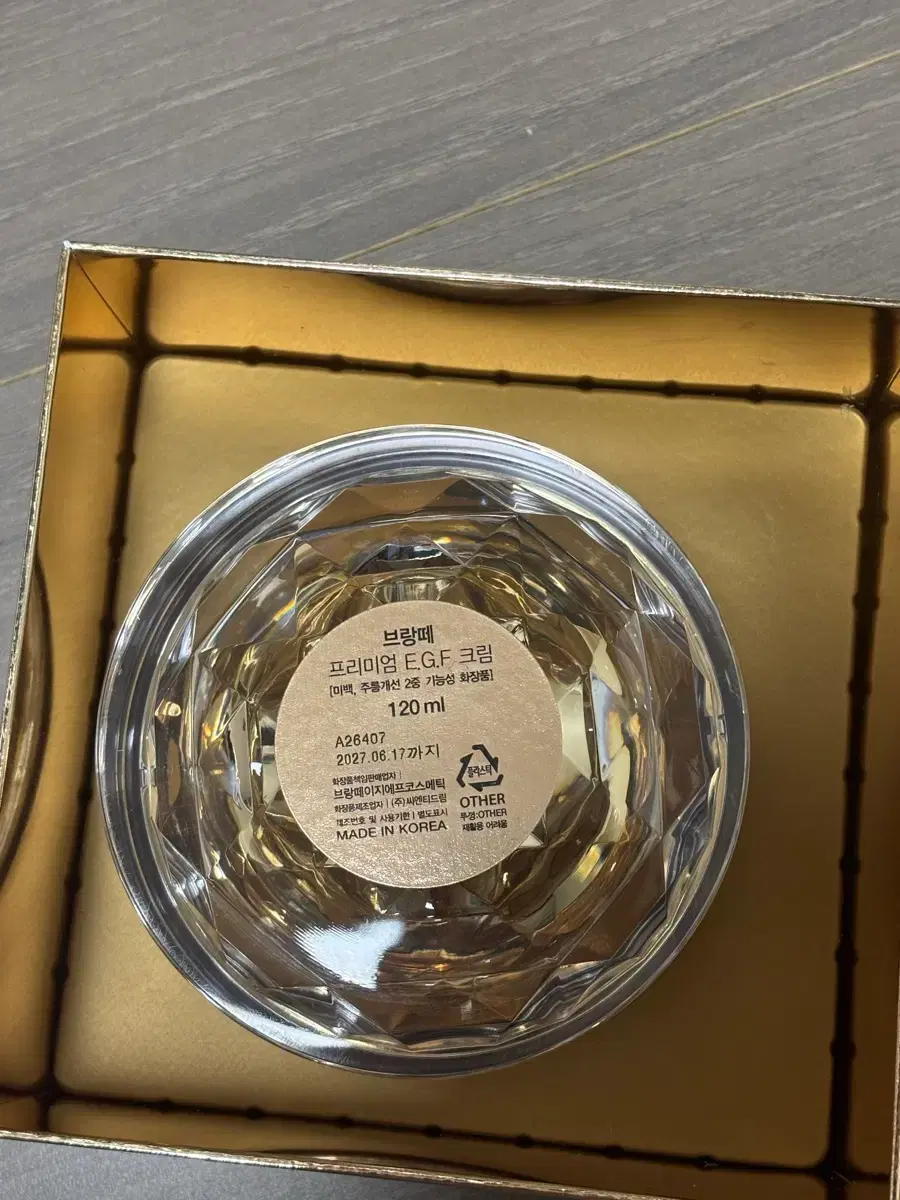 브랑떼
프리미엄 E.G.F 크림
[미백, 주름개선 2중 기능성 화장품]
120 ml
A26407
2027.06.17까지
화장품책임판매업자 |
브랑떼이지에프코스메틱
화장품제조업자 | (주)씨엔티드림
제조번호 및 사용기한 | 별도표시
MADE IN KOREA
플라스틱
OTHER
뚜껑:OTHER
재활용 어려움